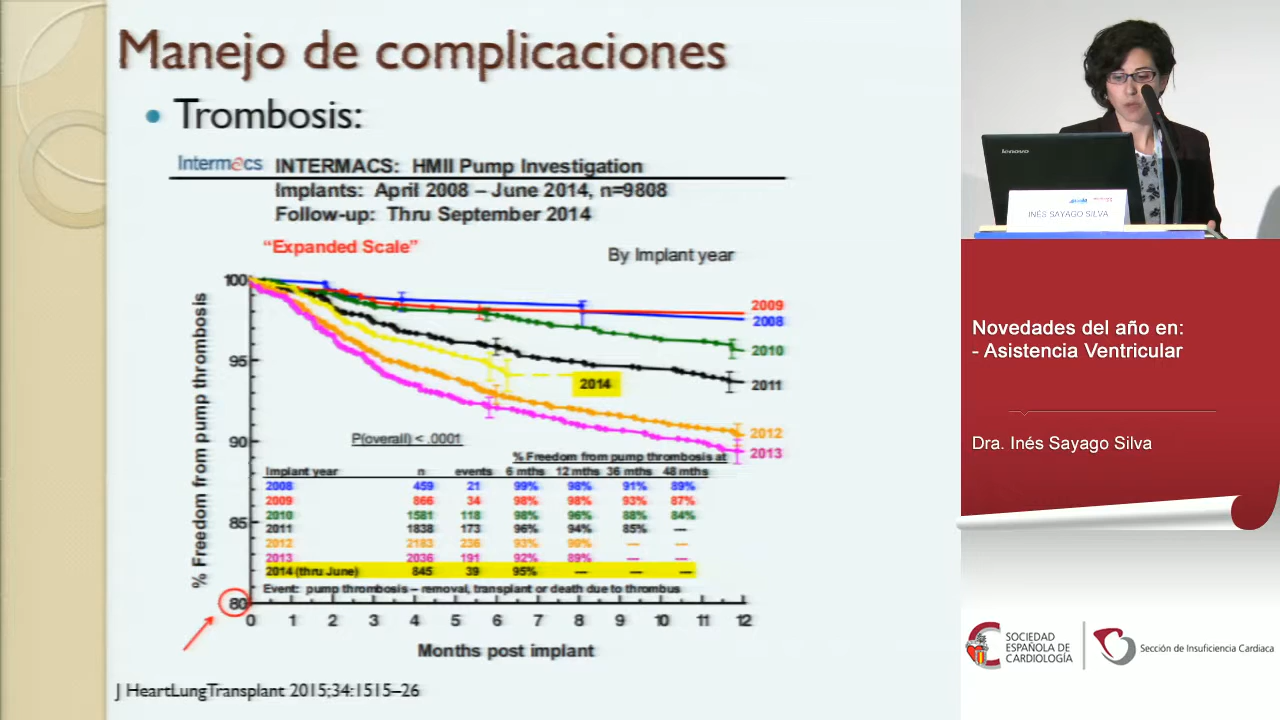 Manejo de complicaciones
• Trombosis:
Intermacs INTERMACS: HMII Pump Investigation
Implants: April 2008 – June 2014, n=9808
Follow-up: Thru September 2014
“Expanded Scale”
By Implant year
% Freedom from pump thrombosis
100
95
90
85
80
2009
2008
2010
2014
2011
2012
2013
P(overall) < .0001
% Freedom from pump thrombosis at
Implant year n events 6 mths 12 mths 36 mths 48 mths
2008 459 21 99% 98% 91% 89%
2009 866 34 98% 98% 93% 87%
2010 1581 118 98% 96% 88% 84%
2011 1838 173 96% 94% 85% —
2012 2183 236 93% 90% — —
2013 2036 191 92% 89% — —
2014 (thru June) 845 39 95% — — —
Event: pump thrombosis – removal, transplant or death due to thrombus
0 1 2 3 4 5 6 7 8 9 10 11 12
Months post implant
J HeartLungTransplant 2015;34:1515–26
lenovo
INÉS SAYAGO SILVA
Novedades del año en:
- Asistencia Ventricular
Dra. Inés Sayago Silva
SOCIEDAD
ESPAÑOLA DE
CARDIOLOGÍA
Sección de Insuficiencia Cardiaca